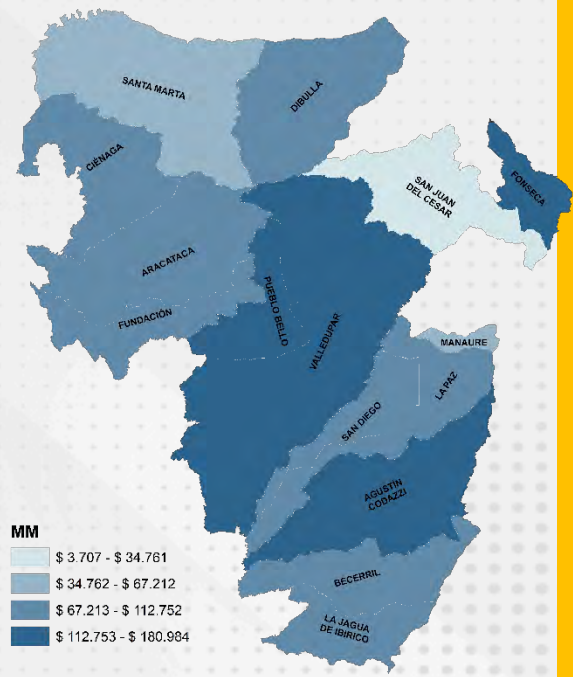 SANTA MARTA
DIBULLA
CIÉNAGA
SAN JUAN
DEL CESAR
FONSECA
ARACATACA
FUNDACIÓN
PUEBLO BELLO
VALLEDUPAR
MANAURE
LA PAZ
SAN DIEGO
AGUSTÍN
CODAZZI
BECERRIL
LA JAGUA
DE IBIRICO
MM
$ 3.707 - $ 34.761
$ 34.762 - $ 67.212
$ 67.213 - $ 112.752
$ 112.753 - $ 180.984